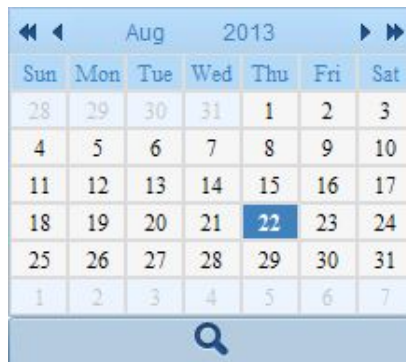 Aug 2013
Sun Mon Tue Wed Thu Fri Sat
28 29 30 31 1 2 3
4 5 6 7 8 9 10
11 12 13 14 15 16 17
18 19 20 21 22 23 24
25 26 27 28 29 30 31
1 2 3 4 5 6 7